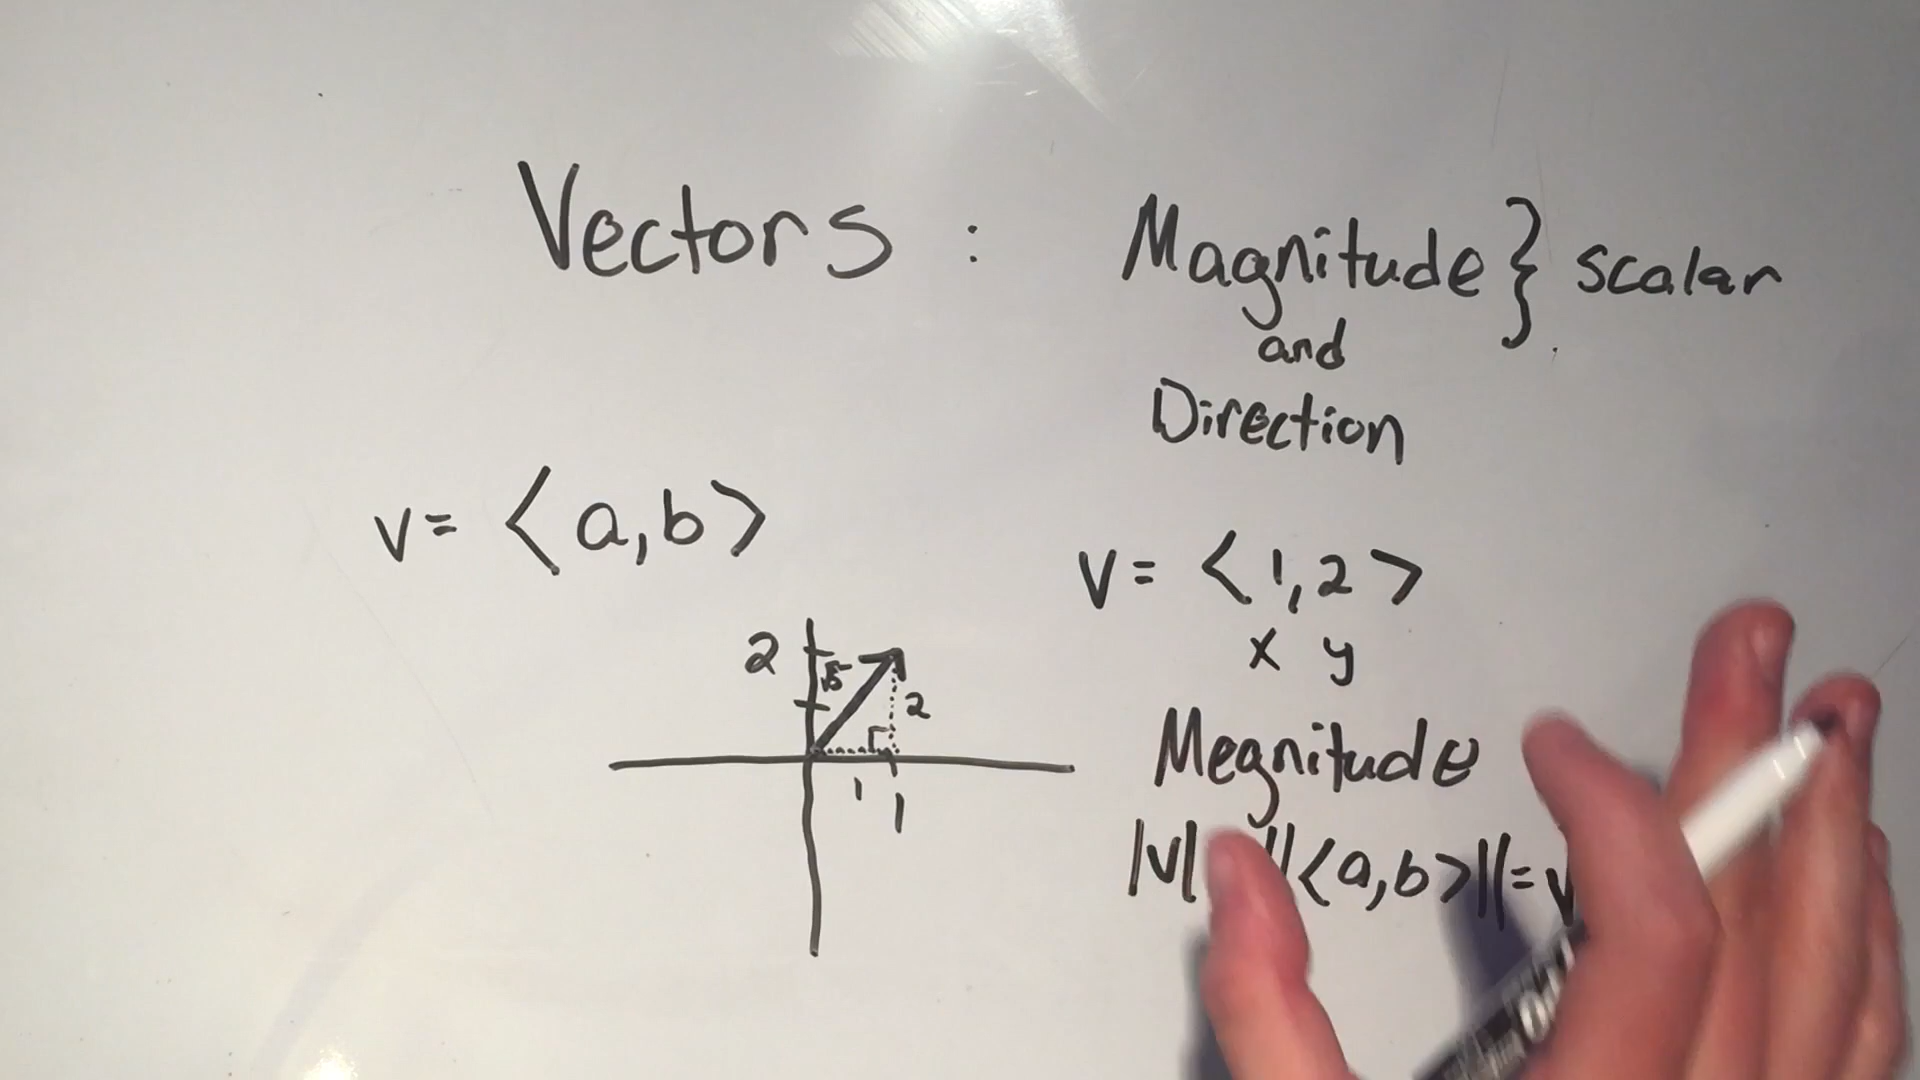 Vectors : Magnitude } scalar
and
Direction
v = < a, b >
v = < 1, 2 >
x y
2
√5
2
1
1
Megnitude
|v| ||<a,b>|| = √